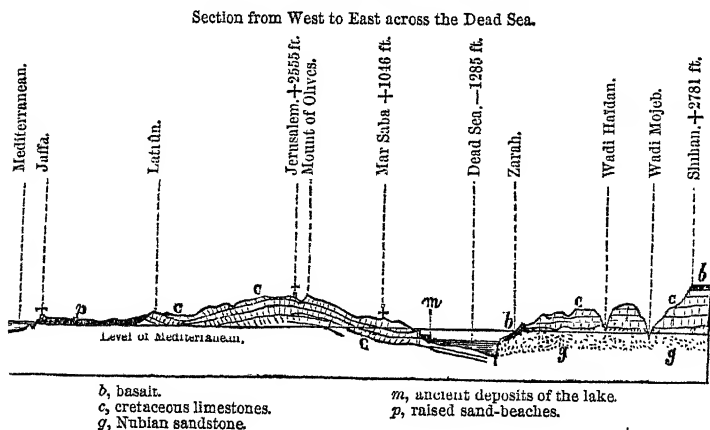 Section from West to East across the Dead Sea.
Mediterranean.
Jaffa.
Latrûn.
Jerusalem. +2555 ft.
Mount of Olives.
Mar Saba +1046 ft.
Dead Sea. —1285 ft.
Zarah.
Wadi Haîdan.
Wadi Mojeb.
Shihan. +2781 ft.
p
c
c
c
m
b
c
c
b
g
g
Level of Mediterranean.
b, basalt.
c, cretaceous limestones.
g, Nubian sandstone.
m, ancient deposits of the lake.
p, raised sand-beaches.